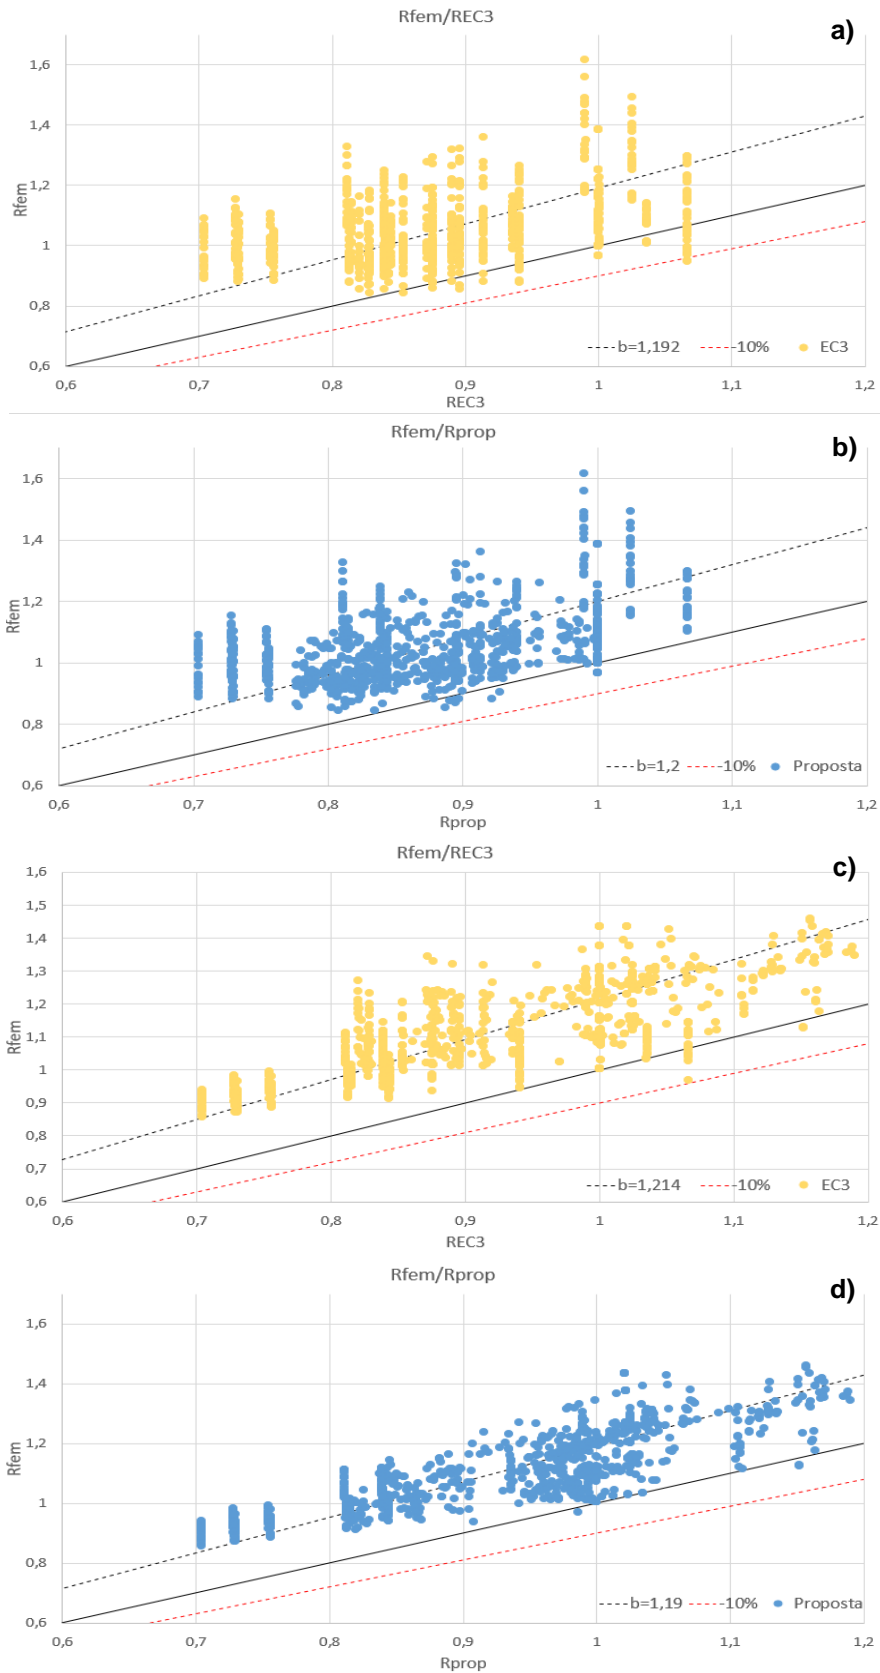 Rfem/REC3
a)
1,6
1,4
1,2
1
0,8
0,6
Rfem
b=1,192
-10%
EC3
0,6
0,7
0,8
0,9
1
1,1
1,2
REC3
Rfem/Rprop
b)
1,6
1,4
1,2
1
0,8
0,6
Rfem
b=1,2
-10%
Proposta
0,6
0,7
0,8
0,9
1
1,1
1,2
Rprop
Rfem/REC3
c)
1,6
1,5
1,4
1,3
1,2
1,1
1
0,9
0,8
0,7
0,6
Rfem
b=1,214
-10%
EC3
0,6
0,7
0,8
0,9
1
1,1
1,2
REC3
Rfem/Rprop
d)
1,6
1,4
1,2
1
0,8
0,6
Rfem
b=1,19
-10%
Proposta
0,6
0,7
0,8
0,9
1
1,1
1,2
Rprop